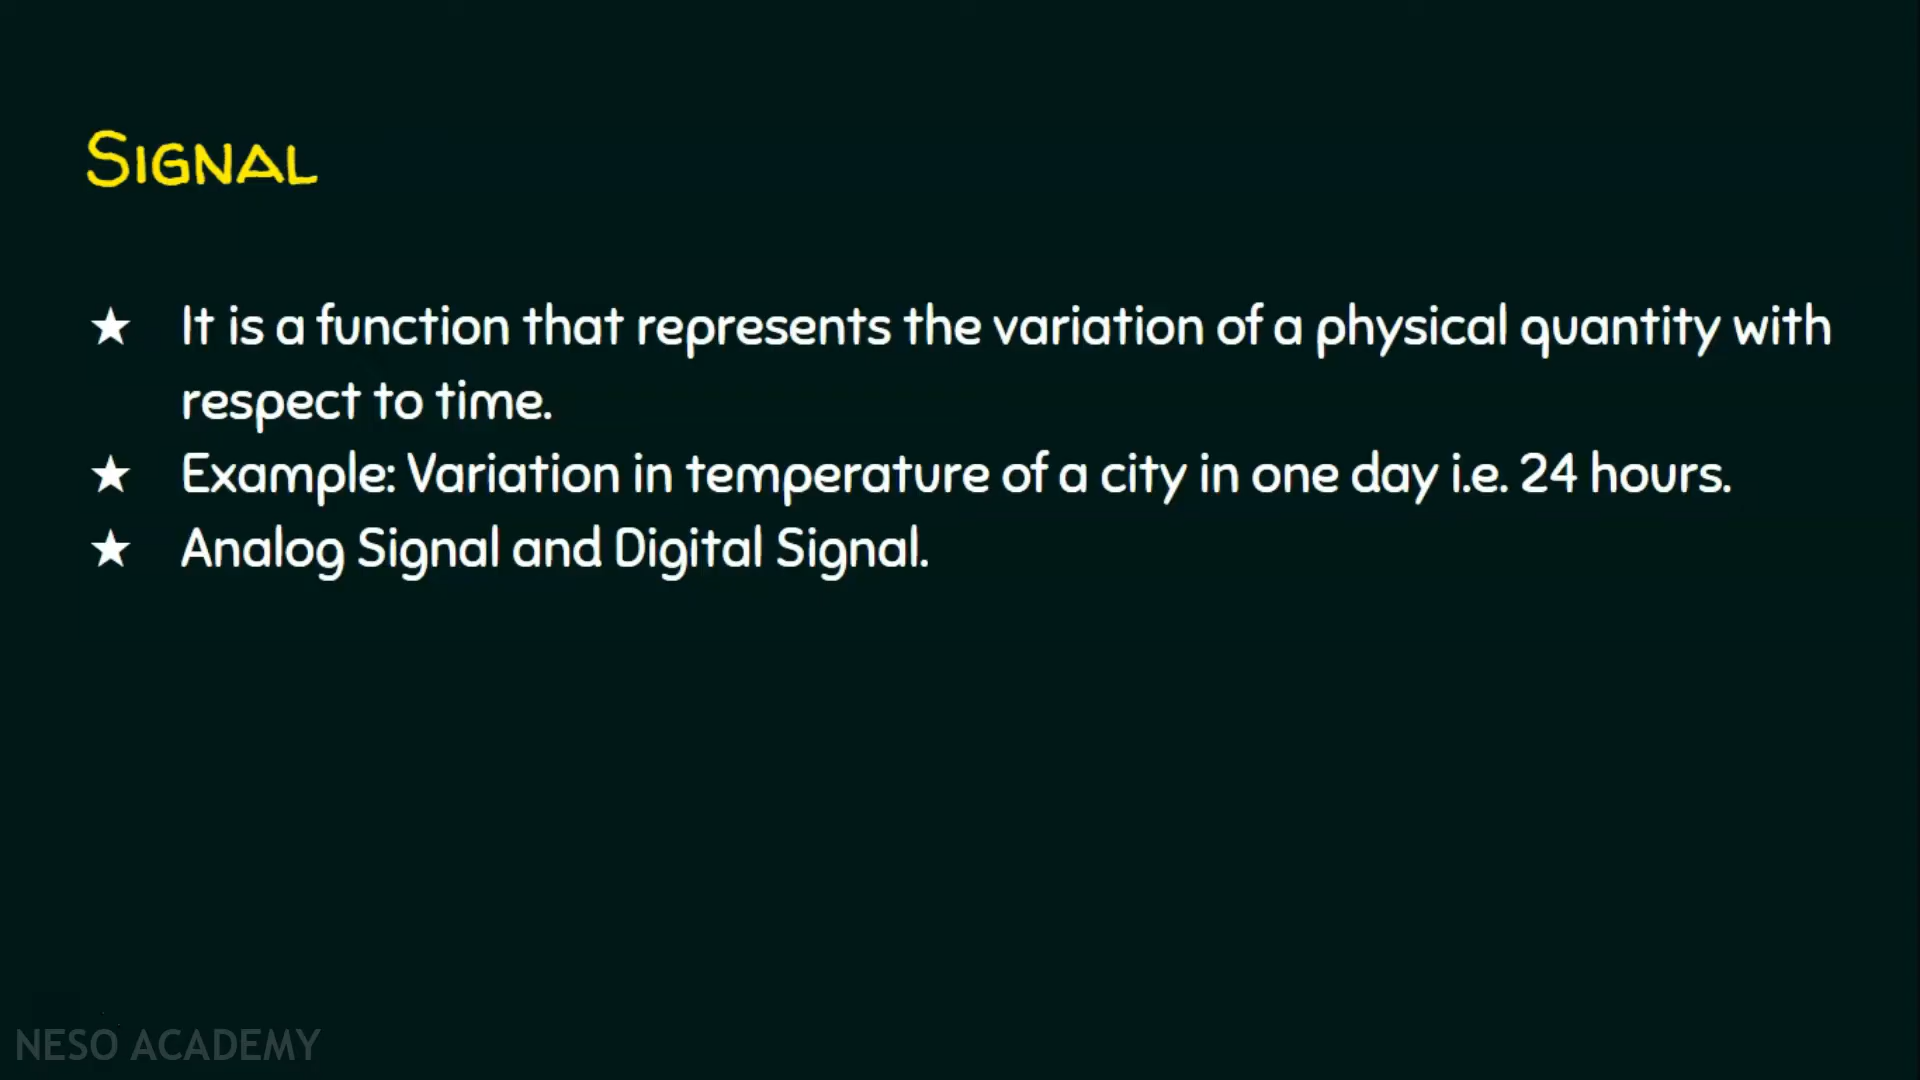 SIGNAL
★ It is a function that represents the variation of a physical quantity with
respect to time.
★ Example: Variation in temperature of a city in one day i.e. 24 hours.
★ Analog Signal and Digital Signal.
NESO ACADEMY